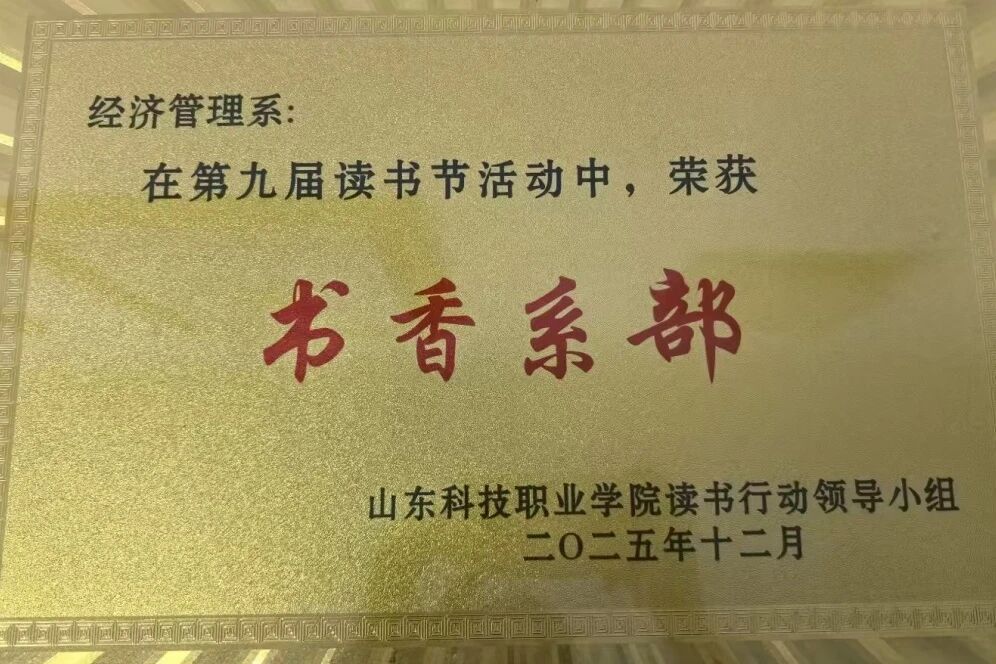 经济管理系:
在第九届读书节活动中，荣获
书香系部
山东科技职业学院读书行动领导小组
二〇二五年十二月